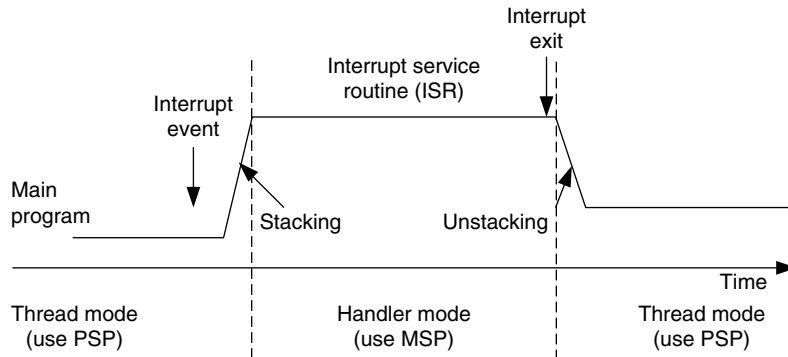 Interrupt
exit
Interrupt service
routine (ISR)
Interrupt
event
Main
program
Stacking
Unstacking
Time
Thread mode
(use PSP)
Handler mode
(use MSP)
Thread mode
(use PSP)